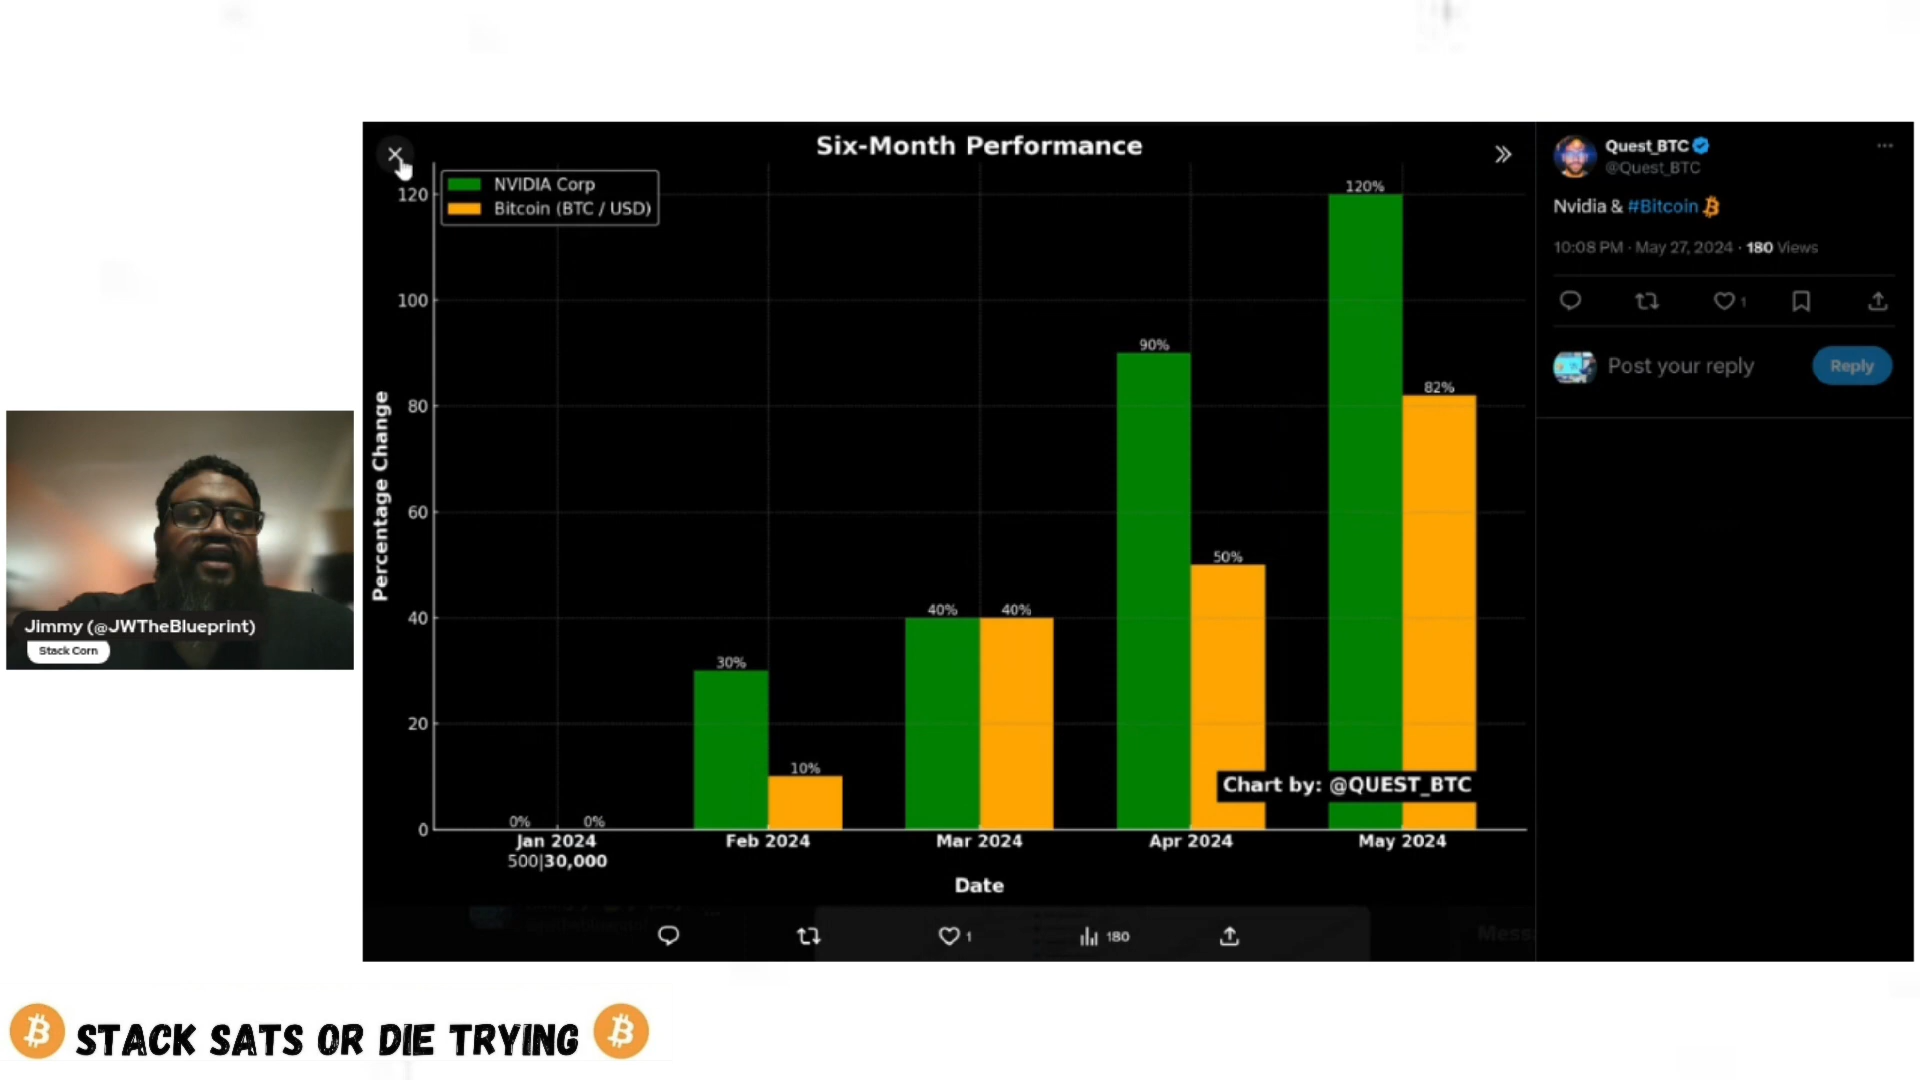 Six-Month Performance
NVIDIA Corp
Bitcoin (BTC / USD)
Percentage Change
120
100
80
60
40
20
0
0%
0%
30%
10%
40%
40%
90%
50%
120%
82%
Chart by: @QUEST_BTC
Jan 2024
500|30,000
Feb 2024
Mar 2024
Apr 2024
May 2024
Date
1
180
Quest_BTC
@Quest_BTC
Nvidia & #Bitcoin
10:08 PM · May 27, 2024 · 180 Views
1
Post your reply
Reply
Jimmy (@JWTheBlueprint)
Stack Corn
STACK SATS OR DIE TRYING